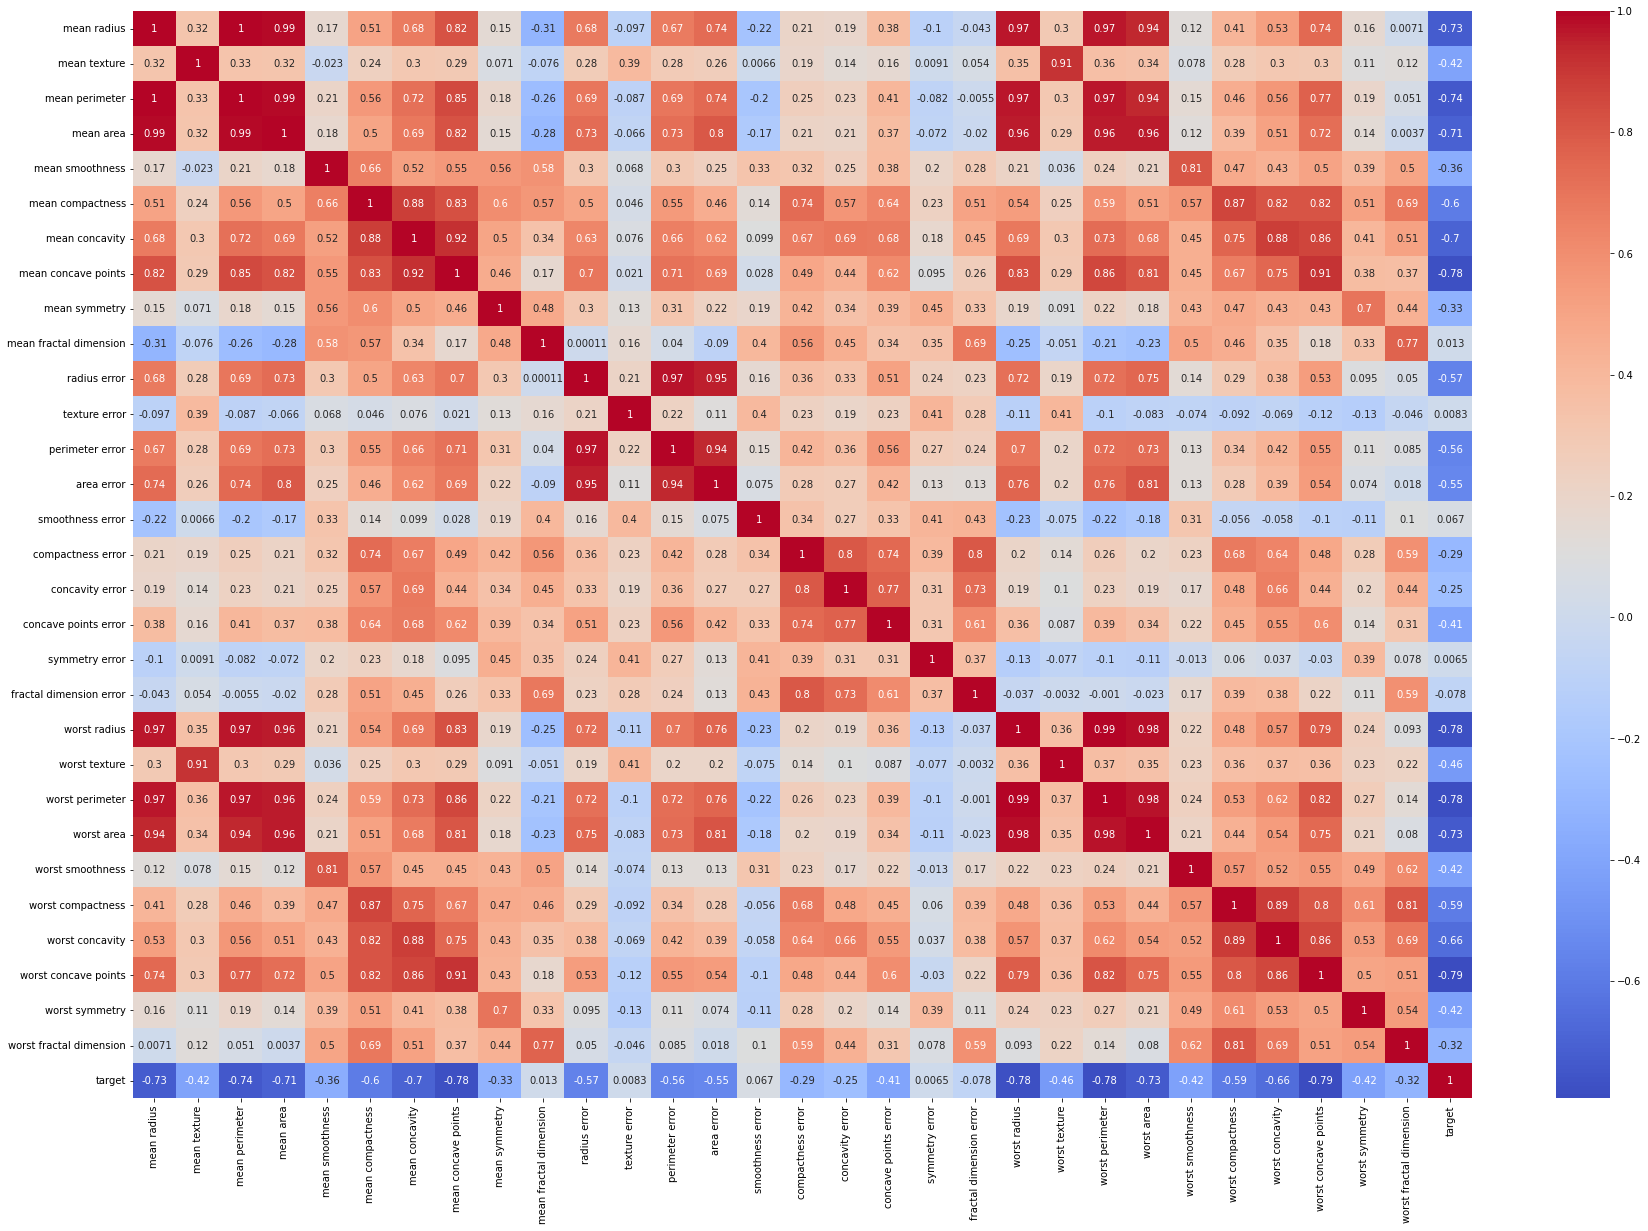 mean radius 1 0.32 1 0.99 0.17 0.51 0.68 0.82 0.15 -0.31 0.68 -0.097 0.67 0.74 -0.22 0.21 0.19 0.38 -0.1 -0.043 0.97 0.3 0.97 0.94 0.12 0.41 0.53 0.74 0.16 0.0071 -0.73
mean texture 0.32 1 0.33 0.32 -0.023 0.24 0.3 0.29 0.071 -0.076 0.28 0.39 0.28 0.26 0.0066 0.19 0.14 0.16 0.0091 0.054 0.35 0.91 0.36 0.34 0.078 0.28 0.3 0.3 0.11 0.12 -0.42
mean perimeter 1 0.33 1 0.99 0.21 0.56 0.72 0.85 0.18 -0.26 0.69 -0.087 0.69 0.74 -0.2 0.25 0.23 0.41 -0.082 -0.0055 0.97 0.3 0.97 0.94 0.15 0.46 0.56 0.77 0.19 0.051 -0.74
mean area 0.99 0.32 0.99 1 0.18 0.5 0.69 0.82 0.15 -0.28 0.73 -0.066 0.73 0.8 -0.17 0.21 0.21 0.37 -0.072 -0.02 0.96 0.29 0.96 0.96 0.12 0.39 0.51 0.72 0.14 0.0037 -0.71
mean smoothness 0.17 -0.023 0.21 0.18 1 0.66 0.52 0.55 0.56 0.58 0.3 0.068 0.3 0.25 0.33 0.32 0.25 0.38 0.2 0.28 0.21 0.036 0.24 0.21 0.81 0.47 0.43 0.5 0.39 0.5 -0.36
mean compactness 0.51 0.24 0.56 0.5 0.66 1 0.88 0.83 0.6 0.57 0.5 0.046 0.55 0.46 0.14 0.74 0.57 0.64 0.23 0.51 0.54 0.25 0.59 0.51 0.57 0.87 0.82 0.82 0.51 0.69 -0.6
mean concavity 0.68 0.3 0.72 0.69 0.52 0.88 1 0.92 0.5 0.34 0.63 0.076 0.66 0.62 0.099 0.67 0.69 0.68 0.18 0.45 0.69 0.3 0.73 0.68 0.45 0.75 0.88 0.86 0.41 0.51 -0.7
mean concave points 0.82 0.29 0.85 0.82 0.55 0.83 0.92 1 0.46 0.17 0.7 0.021 0.71 0.69 0.028 0.49 0.44 0.62 0.095 0.26 0.83 0.29 0.86 0.81 0.45 0.67 0.75 0.91 0.38 0.37 -0.78
mean symmetry 0.15 0.071 0.18 0.15 0.56 0.6 0.5 0.46 1 0.48 0.3 0.13 0.31 0.22 0.19 0.42 0.34 0.39 0.45 0.33 0.19 0.091 0.22 0.18 0.43 0.47 0.43 0.43 0.7 0.44 -0.33
mean fractal dimension -0.31 -0.076 -0.26 -0.28 0.58 0.57 0.34 0.17 0.48 1 0.00011 0.16 0.04 -0.09 0.4 0.56 0.45 0.34 0.35 0.69 -0.25 -0.051 -0.21 -0.23 0.5 0.46 0.35 0.18 0.33 0.77 0.013
radius error 0.68 0.28 0.69 0.73 0.3 0.5 0.63 0.7 0.3 0.00011 1 0.21 0.97 0.95 0.16 0.36 0.33 0.51 0.24 0.23 0.72 0.19 0.72 0.75 0.14 0.29 0.38 0.53 0.095 0.05 -0.57
texture error -0.097 0.39 -0.087 -0.066 0.068 0.046 0.076 0.021 0.13 0.16 0.21 1 0.22 0.11 0.4 0.23 0.19 0.23 0.41 0.28 -0.11 0.41 -0.1 -0.083 -0.074 -0.092 -0.069 -0.12 -0.13 -0.046 0.0083
perimeter error 0.67 0.28 0.69 0.73 0.3 0.55 0.66 0.71 0.31 0.04 0.97 0.22 1 0.94 0.15 0.42 0.36 0.56 0.27 0.24 0.7 0.2 0.72 0.73 0.13 0.34 0.42 0.55 0.11 0.085 -0.56
area error 0.74 0.26 0.74 0.8 0.25 0.46 0.62 0.69 0.22 -0.09 0.95 0.11 0.94 1 0.075 0.28 0.27 0.42 0.13 0.13 0.76 0.2 0.76 0.81 0.13 0.28 0.39 0.54 0.074 0.018 -0.55
smoothness error -0.22 0.0066 -0.2 -0.17 0.33 0.14 0.099 0.028 0.19 0.4 0.16 0.4 0.15 0.075 1 0.34 0.27 0.33 0.41 0.43 -0.23 -0.075 -0.22 -0.18 0.31 -0.056 -0.058 -0.1 -0.11 0.1 0.067
compactness error 0.21 0.19 0.25 0.21 0.32 0.74 0.67 0.49 0.42 0.56 0.36 0.23 0.42 0.28 0.34 1 0.8 0.74 0.39 0.8 0.2 0.14 0.26 0.2 0.23 0.68 0.64 0.48 0.28 0.59 -0.29
concavity error 0.19 0.14 0.23 0.21 0.25 0.57 0.69 0.44 0.34 0.45 0.33 0.19 0.36 0.27 0.27 0.8 1 0.77 0.31 0.73 0.19 0.1 0.23 0.19 0.17 0.48 0.66 0.44 0.2 0.44 -0.25
concave points error 0.38 0.16 0.41 0.37 0.38 0.64 0.68 0.62 0.39 0.34 0.51 0.23 0.56 0.42 0.33 0.74 0.77 1 0.31 0.61 0.36 0.087 0.39 0.34 0.22 0.45 0.55 0.6 0.14 0.31 -0.41
symmetry error -0.1 0.0091 -0.082 -0.072 0.2 0.23 0.18 0.095 0.45 0.35 0.24 0.41 0.27 0.13 0.41 0.39 0.31 0.31 1 0.37 -0.13 -0.077 -0.1 -0.11 -0.013 0.06 0.037 -0.03 0.39 0.078 0.0065
fractal dimension error -0.043 0.054 -0.0055 -0.02 0.28 0.51 0.45 0.26 0.33 0.69 0.23 0.28 0.24 0.13 0.43 0.8 0.73 0.61 0.37 1 -0.037 -0.0032 -0.001 -0.023 0.17 0.39 0.38 0.22 0.11 0.59 -0.078
worst radius 0.97 0.35 0.97 0.96 0.21 0.54 0.69 0.83 0.19 -0.25 0.72 -0.11 0.7 0.76 -0.23 0.2 0.19 0.36 -0.13 -0.037 1 0.36 0.99 0.98 0.22 0.48 0.57 0.79 0.24 0.093 -0.78
worst texture 0.3 0.91 0.3 0.29 0.036 0.25 0.3 0.29 0.091 -0.051 0.19 0.41 0.2 0.2 -0.075 0.14 0.1 0.087 -0.077 -0.0032 0.36 1 0.37 0.35 0.23 0.36 0.37 0.36 0.23 0.22 -0.46
worst perimeter 0.97 0.36 0.97 0.96 0.24 0.59 0.73 0.86 0.22 -0.21 0.72 -0.1 0.72 0.76 -0.22 0.26 0.23 0.39 -0.1 -0.001 0.99 0.37 1 0.98 0.24 0.53 0.62 0.82 0.27 0.14 -0.78
worst area 0.94 0.34 0.94 0.96 0.21 0.51 0.68 0.81 0.18 -0.23 0.75 -0.083 0.73 0.81 -0.18 0.2 0.19 0.34 -0.11 -0.023 0.98 0.35 0.98 1 0.21 0.44 0.54 0.75 0.21 0.08 -0.73
worst smoothness 0.12 0.078 0.15 0.12 0.81 0.57 0.45 0.45 0.43 0.5 0.14 -0.074 0.13 0.13 0.31 0.23 0.17 0.22 -0.013 0.17 0.22 0.23 0.24 0.21 1 0.57 0.52 0.55 0.49 0.62 -0.42
worst compactness 0.41 0.28 0.46 0.39 0.47 0.87 0.75 0.67 0.47 0.46 0.29 -0.092 0.34 0.28 -0.056 0.68 0.48 0.45 0.06 0.39 0.48 0.36 0.53 0.44 0.57 1 0.89 0.8 0.61 0.81 -0.59
worst concavity 0.53 0.3 0.56 0.51 0.43 0.82 0.88 0.75 0.43 0.35 0.38 -0.069 0.42 0.39 -0.058 0.64 0.66 0.55 0.037 0.38 0.57 0.37 0.62 0.54 0.52 0.89 1 0.86 0.53 0.69 -0.66
worst concave points 0.74 0.3 0.77 0.72 0.5 0.82 0.86 0.91 0.43 0.18 0.53 -0.12 0.55 0.54 -0.1 0.48 0.44 0.6 -0.03 0.22 0.79 0.36 0.82 0.75 0.55 0.8 0.86 1 0.5 0.51 -0.79
worst symmetry 0.16 0.11 0.19 0.14 0.39 0.51 0.41 0.38 0.7 0.33 0.095 -0.13 0.11 0.074 -0.11 0.28 0.2 0.14 0.39 0.11 0.24 0.23 0.27 0.21 0.49 0.61 0.53 0.5 1 0.54 -0.42
worst fractal dimension 0.0071 0.12 0.051 0.0037 0.5 0.69 0.51 0.37 0.44 0.77 0.05 -0.046 0.085 0.018 0.1 0.59 0.44 0.31 0.078 0.59 0.093 0.22 0.14 0.08 0.62 0.81 0.69 0.51 0.54 1 -0.32
target -0.73 -0.42 -0.74 -0.71 -0.36 -0.6 -0.7 -0.78 -0.33 0.013 -0.57 0.0083 -0.56 -0.55 0.067 -0.29 -0.25 -0.41 0.0065 -0.078 -0.78 -0.46 -0.78 -0.73 -0.42 -0.59 -0.66 -0.79 -0.42 -0.32 1
mean radius
mean texture
mean perimeter
mean area
mean smoothness
mean compactness
mean concavity
mean concave points
mean symmetry
mean fractal dimension
radius error
texture error
perimeter error
area error
smoothness error
compactness error
concavity error
concave points error
symmetry error
fractal dimension error
worst radius
worst texture
worst perimeter
worst area
worst smoothness
worst compactness
worst concavity
worst concave points
worst symmetry
worst fractal dimension
target
1.0
0.8
0.6
0.4
0.2
0.0
−0.2
−0.4
−0.6